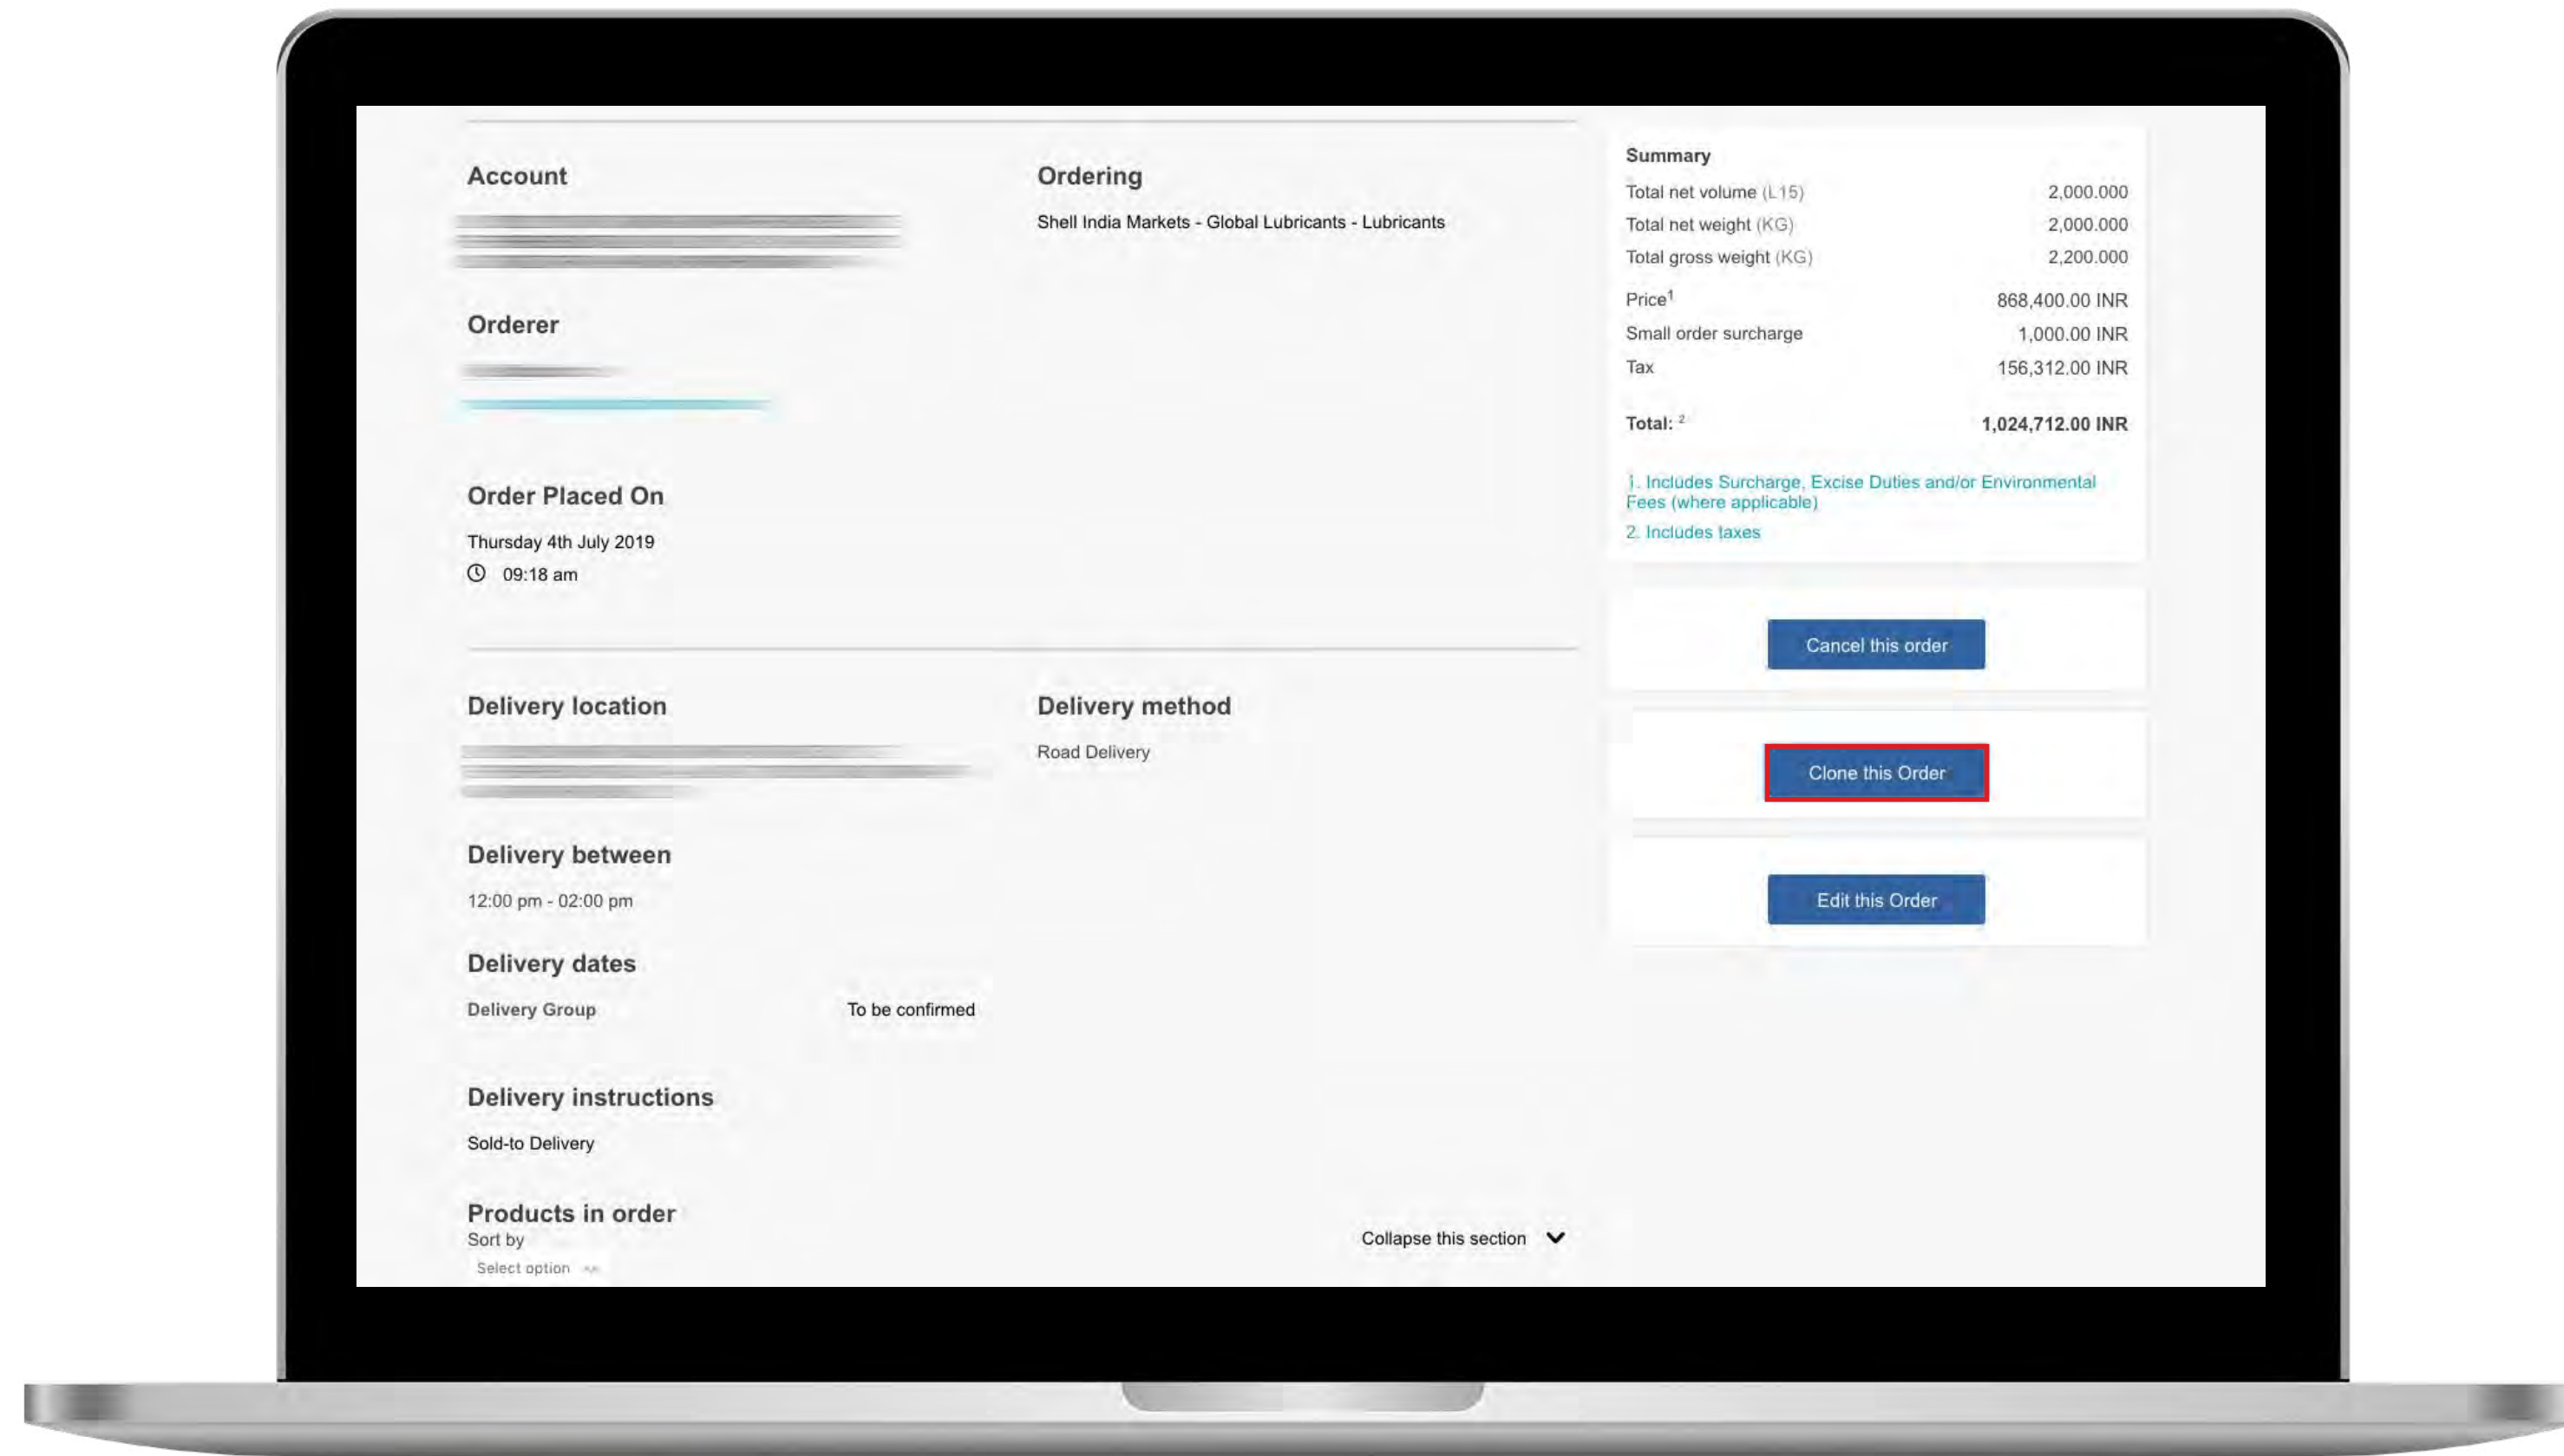 Account
Ordering
Shell India Markets - Global Lubricants - Lubricants
Orderer
Order Placed On
Thursday 4th July 2019
09:18 am
Delivery location
Delivery method
Road Delivery
Delivery between
12:00 pm - 02:00 pm
Delivery dates
Delivery Group To be confirmed
Delivery instructions
Sold-to Delivery
Products in order
Sort by
Collapse this section
Select option
Summary
Total net volume (L15) 2,000.000
Total net weight (KG) 2,000.000
Total gross weight (KG) 2,200.000
Price1 868,400.00 INR
Small order surcharge 1,000.00 INR
Tax 156,312.00 INR
Total: 2 1,024,712.00 INR
1. Includes Surcharge, Excise Duties and/or Environmental
Fees (where applicable)
2. Includes taxes
Cancel this order
Clone this Order
Edit this Order